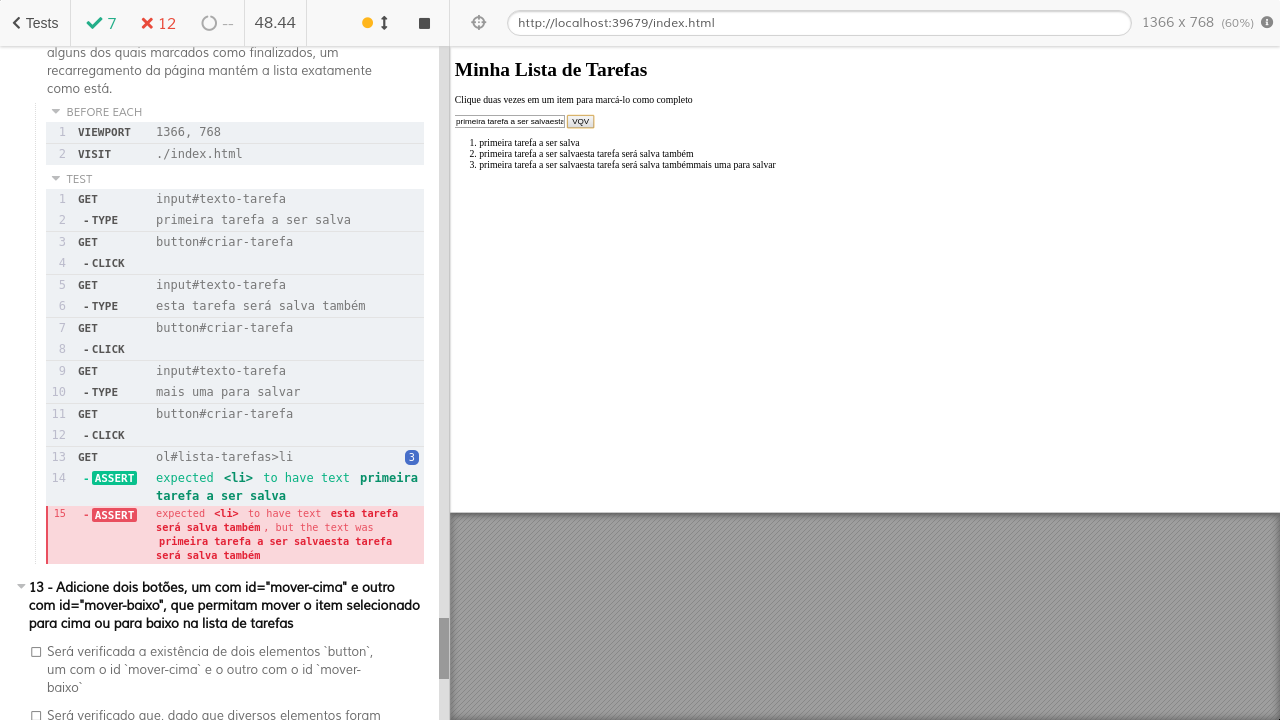 Tests
7
12
--
48.44
http://localhost:39679/index.html
1366 x 768 (60%)
alguns dos quais marcados como finalizados, um
recarregamento da página mantém a lista exatamente
como está.
BEFORE EACH
1 VIEWPORT 1366, 768
2 VISIT ./index.html
TEST
1 GET input#texto-tarefa
2 -TYPE primeira tarefa a ser salva
3 GET button#criar-tarefa
4 -CLICK
5 GET input#texto-tarefa
6 -TYPE esta tarefa será salva também
7 GET button#criar-tarefa
8 -CLICK
9 GET input#texto-tarefa
10 -TYPE mais uma para salvar
11 GET button#criar-tarefa
12 -CLICK
13 GET ol#lista-tarefas>li 3
14 -ASSERT expected <li> to have text primeira
tarefa a ser salva
15 -ASSERT expected <li> to have text esta tarefa
será salva também, but the text was
primeira tarefa a ser salvaesta tarefa
será salva também
13 - Adicione dois botões, um com id="mover-cima" e outro
com id="mover-baixo", que permitam mover o item selecionado
para cima ou para baixo na lista de tarefas
Será verificada a existência de dois elementos `button`,
um com o id `mover-cima` e o outro com o id `mover-
baixo`
Será verificado que, dado que diversos elementos foram
Minha Lista de Tarefas
Clique duas vezes em um item para marcá-lo como completo
primeira tarefa a ser salvaesta VQV
1. primeira tarefa a ser salva
2. primeira tarefa a ser salvaesta tarefa será salva também
3. primeira tarefa a ser salvaesta tarefa será salva tambémmais uma para salvar